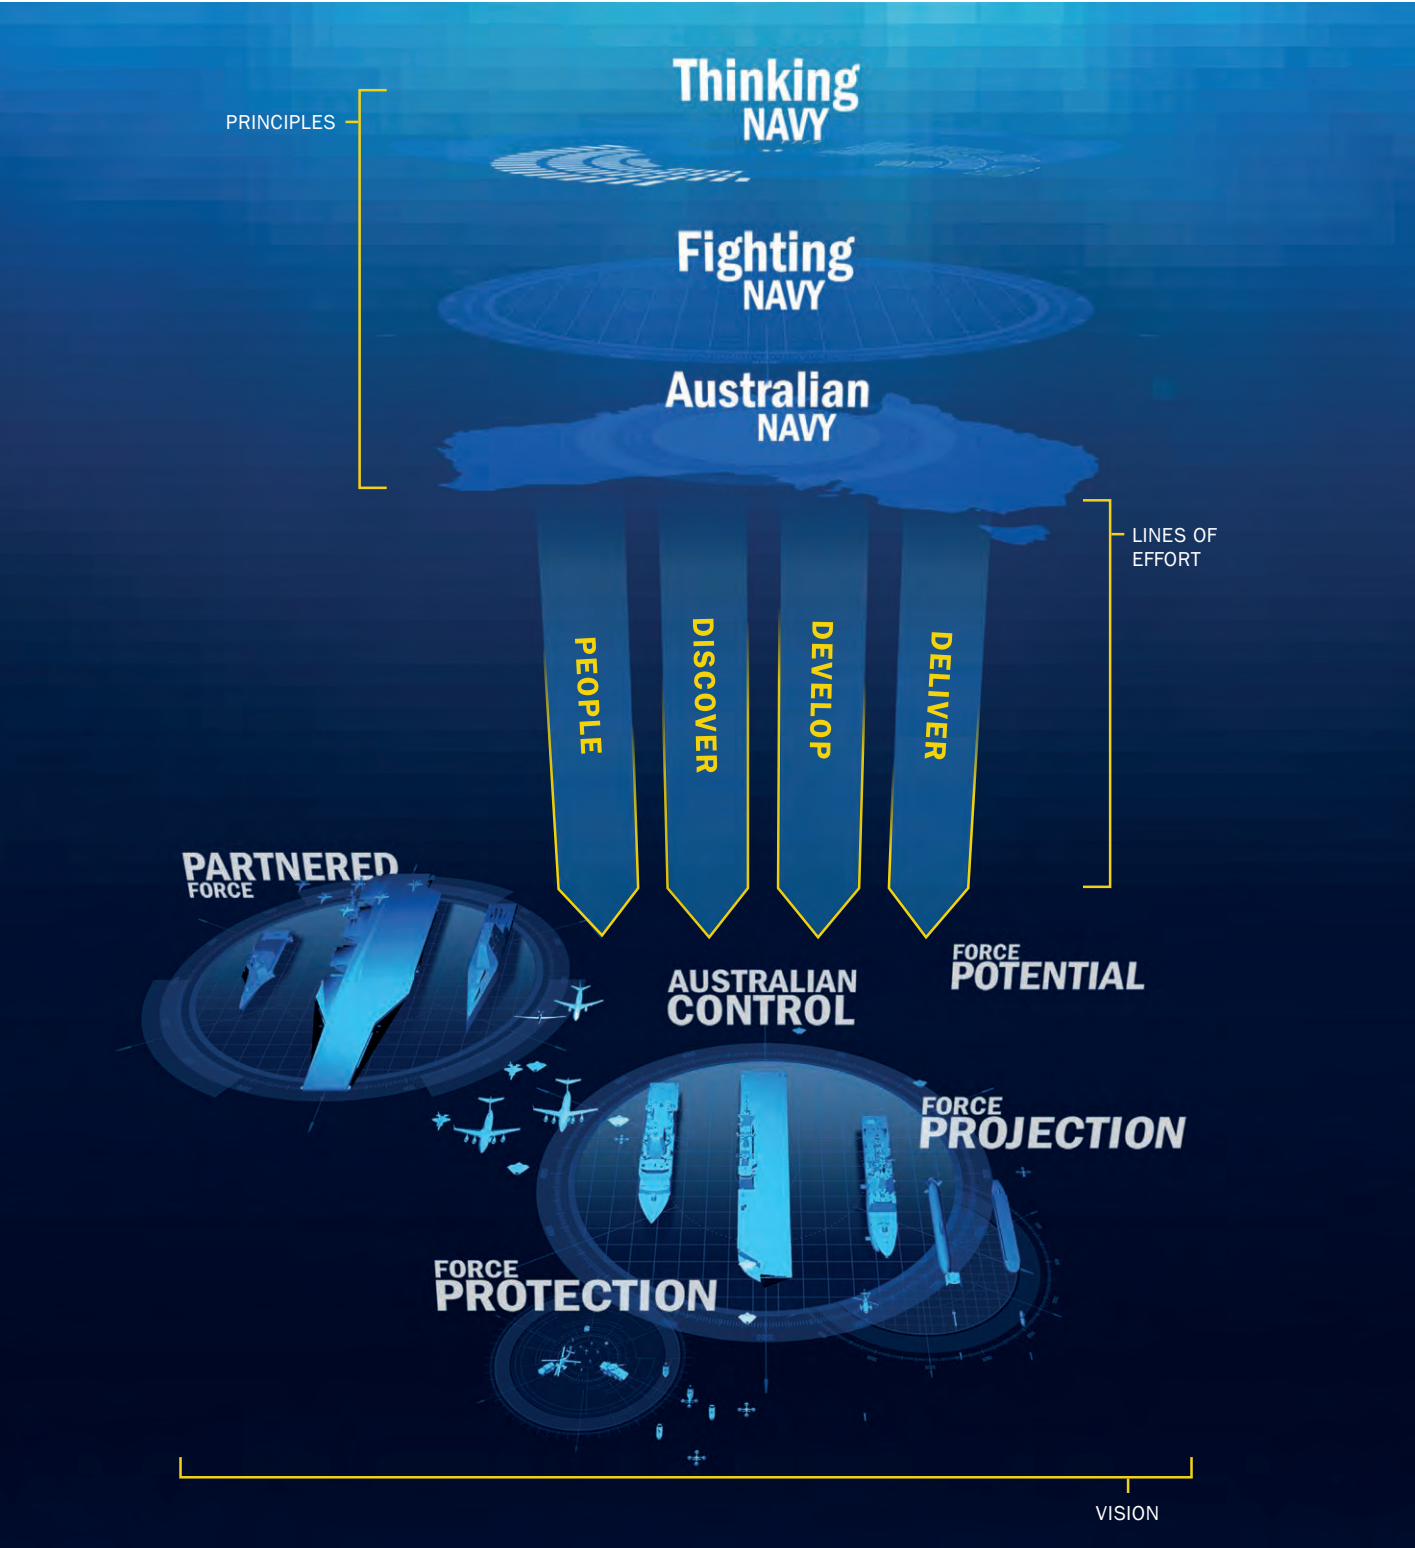 Thinking
NAVY
PRINCIPLES
Fighting
NAVY
Australian
NAVY
LINES OF
EFFORT
PEOPLE
DISCOVER
DEVELOP
DELIVER
PARTNERED
FORCE
FORCE
POTENTIAL
AUSTRALIAN
CONTROL
FORCE
PROJECTION
FORCE
PROTECTION
VISION